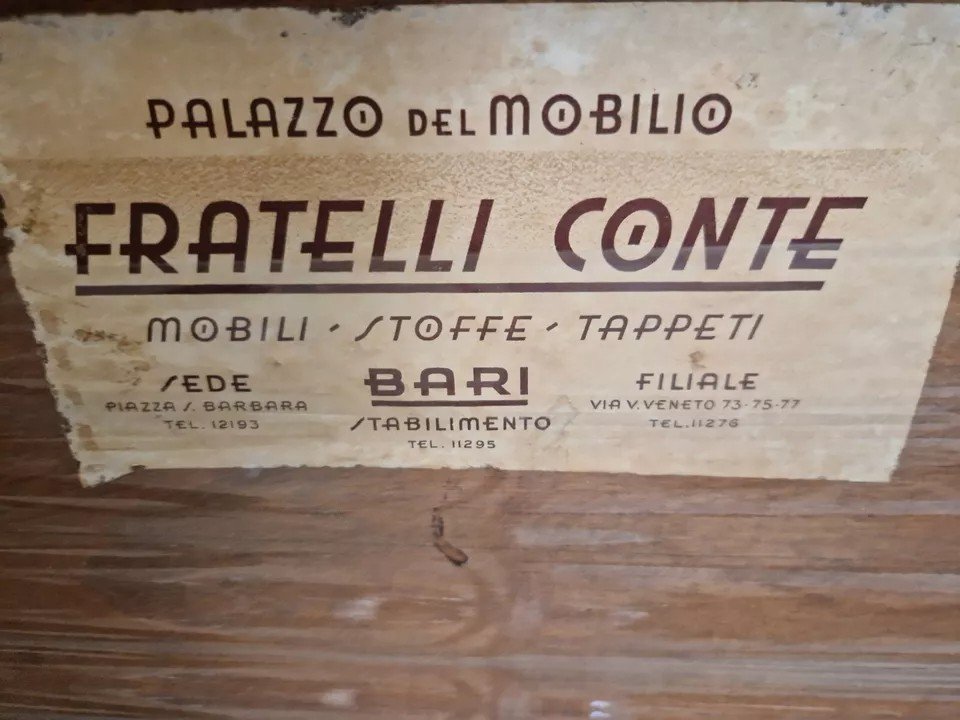 PALAZZO DEL MOBILIO
FRATELLI CONTE
MOBILI - STOFFE - TAPPETI
SEDE
PIAZZA S. BARBARA
TEL. 12193
BARI
STABILIMENTO
TEL. 11295
FILIALE
VIA V. VENETO 73-75-77
TEL. 11276